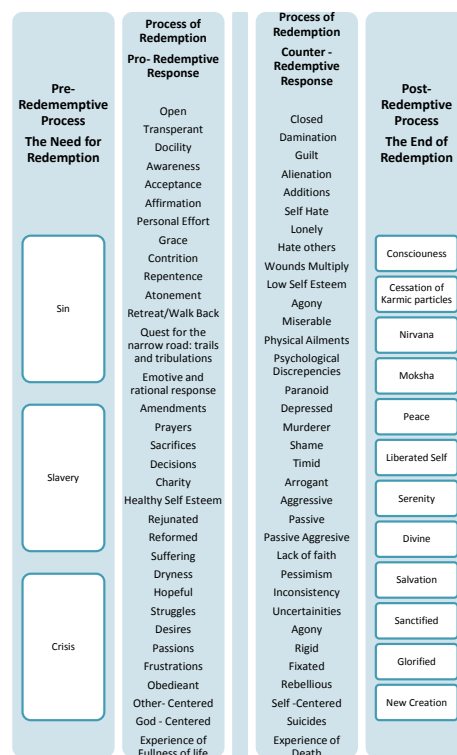 Pre-
Redememptive
Process
The Need for
Redemption
Sin
Slavery
Crisis
Process of
Redemption
Pro- Redemptive
Response
Open
Transperant
Docility
Awareness
Acceptance
Affirmation
Personal Effort
Grace
Contrition
Repentence
Atonement
Retreat/Walk Back
Quest for the
narrow road: trails
and tribulations
Emotive and
rational response
Amendments
Prayers
Sacrifices
Decisions
Charity
Healthy Self Esteem
Rejunated
Reformed
Suffering
Dryness
Hopeful
Struggles
Desires
Passions
Frustrations
Obedieant
Other- Centered
God - Centered
Experience of
Fullness of life
Process of
Redemption
Counter -
Redemptive
Response
Closed
Damination
Guilt
Alienation
Additions
Self Hate
Lonely
Hate others
Wounds Multiply
Low Self Esteem
Agony
Miserable
Physical Ailments
Psychological
Discrepencies
Paranoid
Depressed
Murderer
Shame
Timid
Arrogant
Aggressive
Passive
Passive Aggresive
Lack of faith
Pessimism
Inconsistency
Uncertainities
Agony
Rigid
Fixated
Rebellious
Self -Centered
Suicides
Experience of
Death
Post-
Redemptive
Process
The End of
Redemption
Consciouness
Cessation of
Karmic particles
Nirvana
Moksha
Peace
Liberated Self
Serenity
Divine
Salvation
Sanctified
Glorified
New Creation